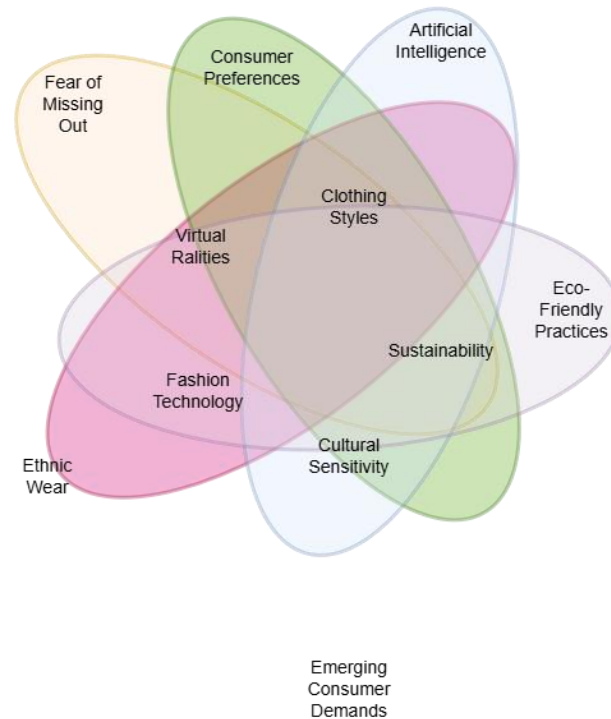 Artificial
Intelligence
Consumer
Preferences
Fear of
Missing
Out
Clothing
Styles
Virtual
Ralities
Eco-
Friendly
Practices
Sustainability
Fashion
Technology
Cultural
Sensitivity
Ethnic
Wear
Emerging
Consumer
Demands